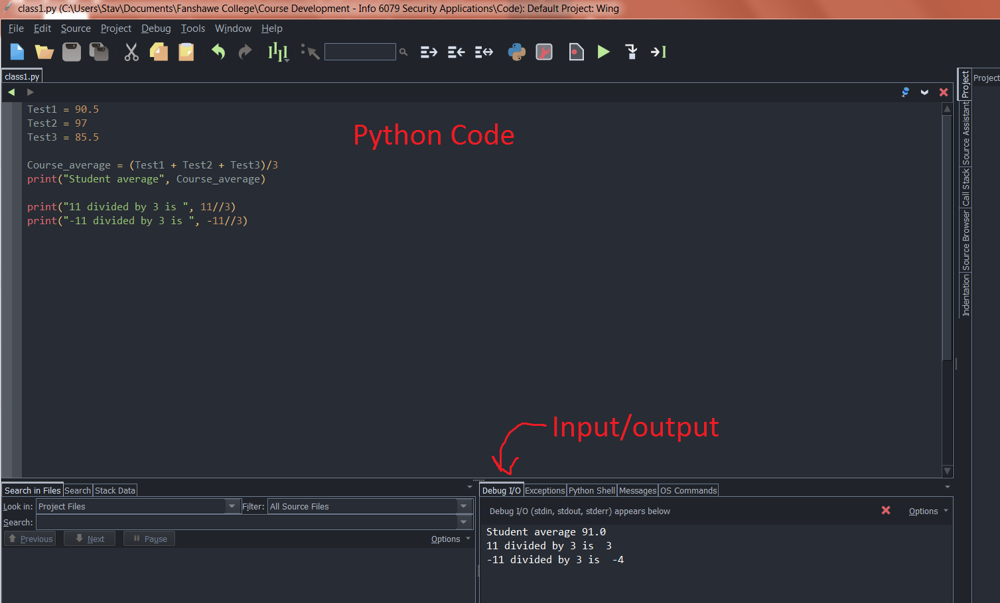 class1.py (C:\Users\Stav\Documents\Fanshawe College\Course Development - Info 6079 Security Applications\Code): Default Project: Wing
File Edit Source Project Debug Tools Window Help
class1.py
Test1 = 90.5
Test2 = 97
Test3 = 85.5
Course_average = (Test1 + Test2 + Test3)/3
print("Student average", Course_average)
print("11 divided by 3 is ", 11//3)
print("-11 divided by 3 is ", -11//3)
Python Code
Input/output
Project
Source Assistant
Call Stack
Source Browser
Indentation
Project
Search in Files Search Stack Data
Look in: Project Files Filter: All Source Files
Search:
Previous Next Pause Options
Debug I/O Exceptions Python Shell Messages OS Commands
Debug I/O (stdin, stdout, stderr) appears below Options
Student average 91.0
11 divided by 3 is  3
-11 divided by 3 is  -4